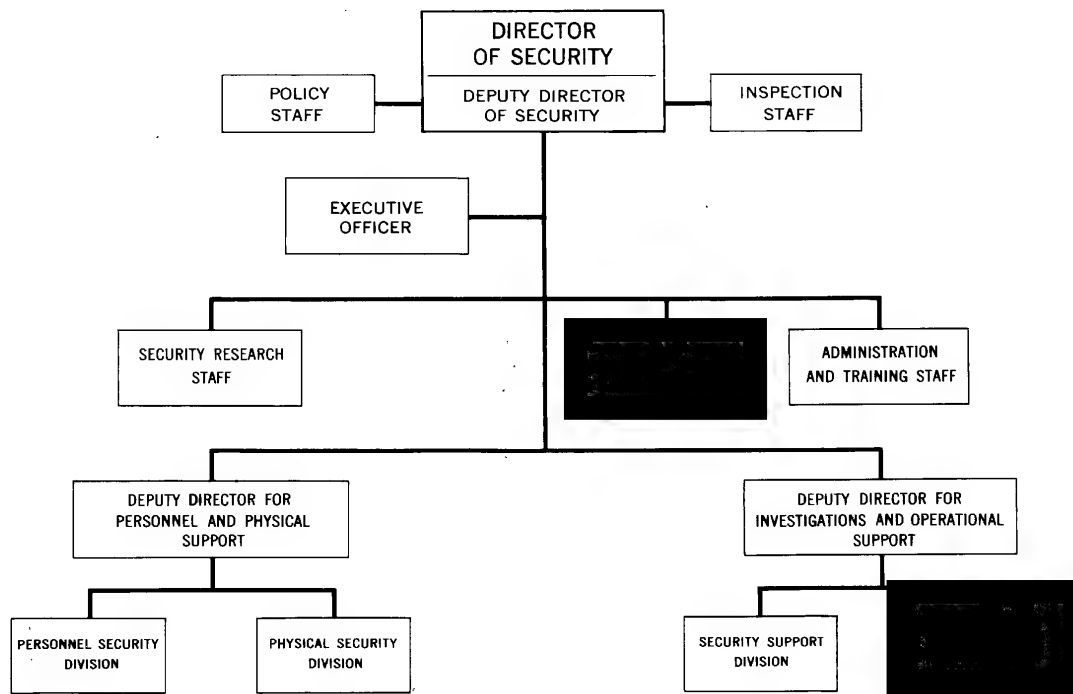 DIRECTOR
OF SECURITY
DEPUTY DIRECTOR
OF SECURITY
POLICY
STAFF
INSPECTION
STAFF
EXECUTIVE
OFFICER
SECURITY RESEARCH
STAFF
ADMINISTRATION
AND TRAINING STAFF
DEPUTY DIRECTOR FOR
PERSONNEL AND PHYSICAL
SUPPORT
DEPUTY DIRECTOR FOR
INVESTIGATIONS AND OPERATIONAL
SUPPORT
PERSONNEL SECURITY
DIVISION
PHYSICAL SECURITY
DIVISION
SECURITY SUPPORT
DIVISION